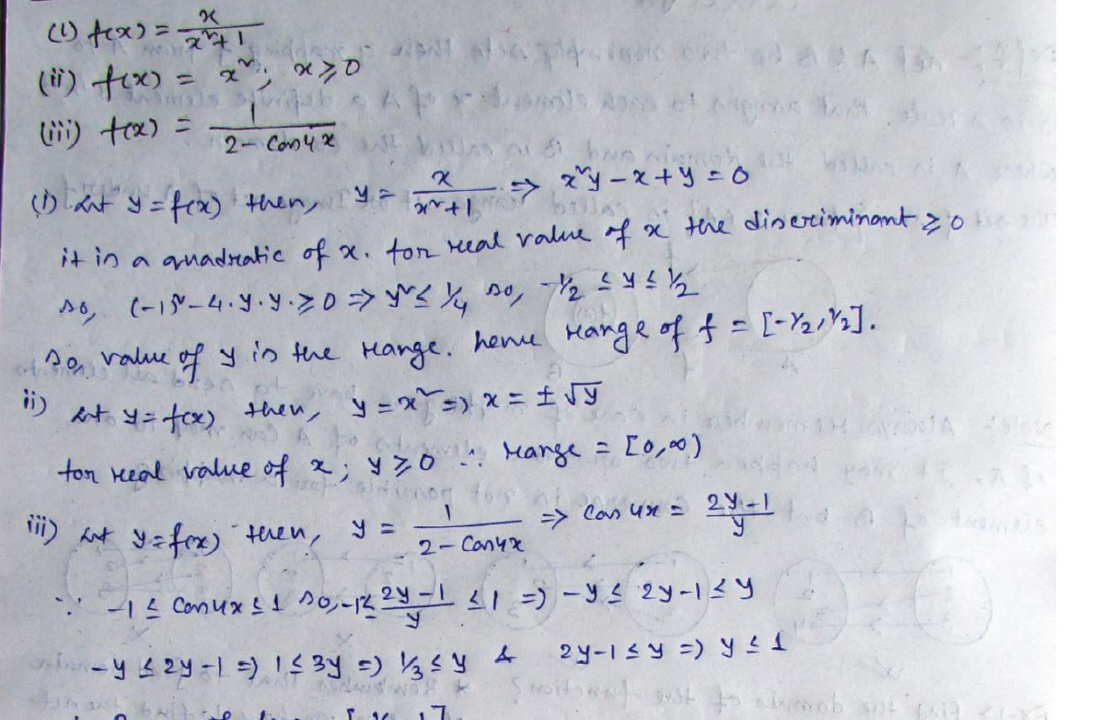 (i) f(x) = x/(x²+1)
(ii) f(x) = x²; x ≥ 0
(iii) f(x) = 1/(2 - cos4x)
(i) Let y = f(x) then, y = x/(x²+1) ⇒ x²y - x + y = 0
it is a quadratic of x. for real value of x the discriminant ≥ 0
so, (-1)² - 4.y.y. ≥ 0 ⇒ y² ≤ 1/4 so, -1/2 ≤ y ≤ 1/2
so, value of y is the range. hence range of f = [-1/2, 1/2].
ii) Let y = f(x) then, y = x² ⇒ x = ± √y
for real value of x; y ≥ 0 ∴ range = [0, ∞)
iii) Let y = f(x) then, y = 1/(2 - cos4x) ⇒ cos4x = (2y-1)/y
∵ -1 ≤ cos4x ≤ 1 so, -1 ≤ (2y-1)/y ≤ 1 ⇒ -y ≤ 2y-1 ≤ y
-y ≤ 2y-1 ⇒ 1 ≤ 3y ⇒ 1/3 ≤ y & 2y-1 ≤ y ⇒ y ≤ 1